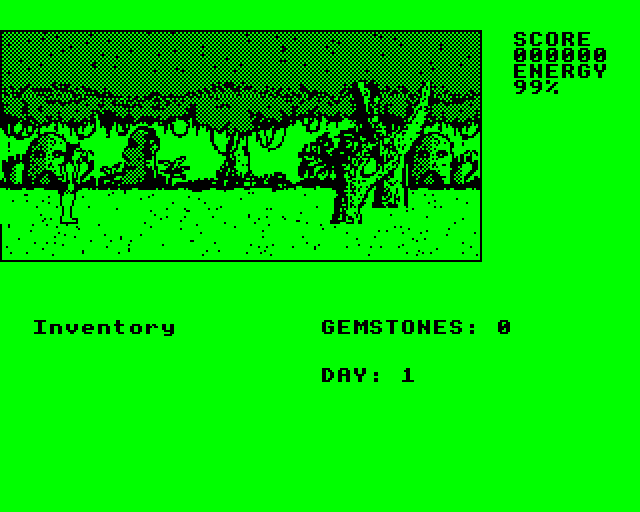 SCORE
000000
ENERGY
99%
Inventory
GEMSTONES: 0
DAY: 1